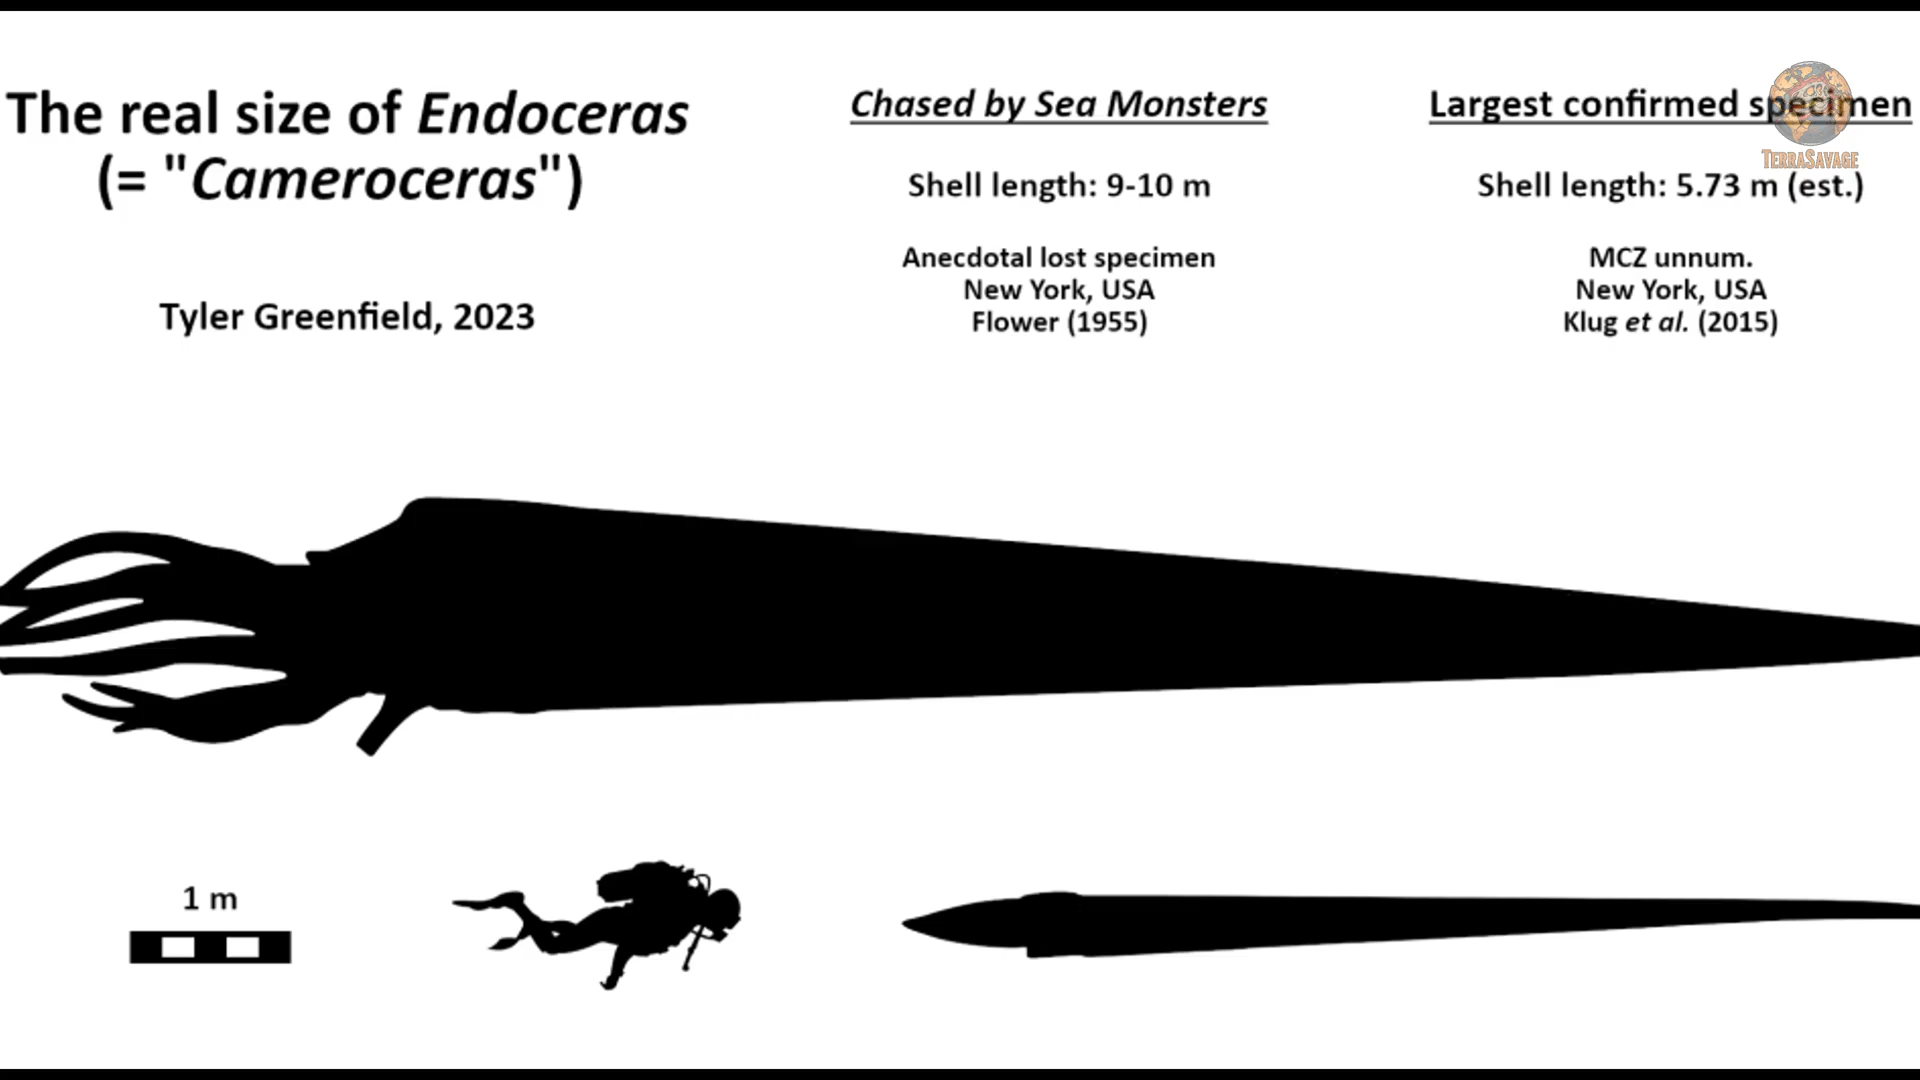 The real size of Endoceras
(= "Cameroceras")
Tyler Greenfield, 2023
Chased by Sea Monsters
Shell length: 9-10 m
Anecdotal lost specimen
New York, USA
Flower (1955)
Largest confirmed specimen
Shell length: 5.73 m (est.)
MCZ unnum.
New York, USA
Klug et al. (2015)
TERRASAVAGE
1 m